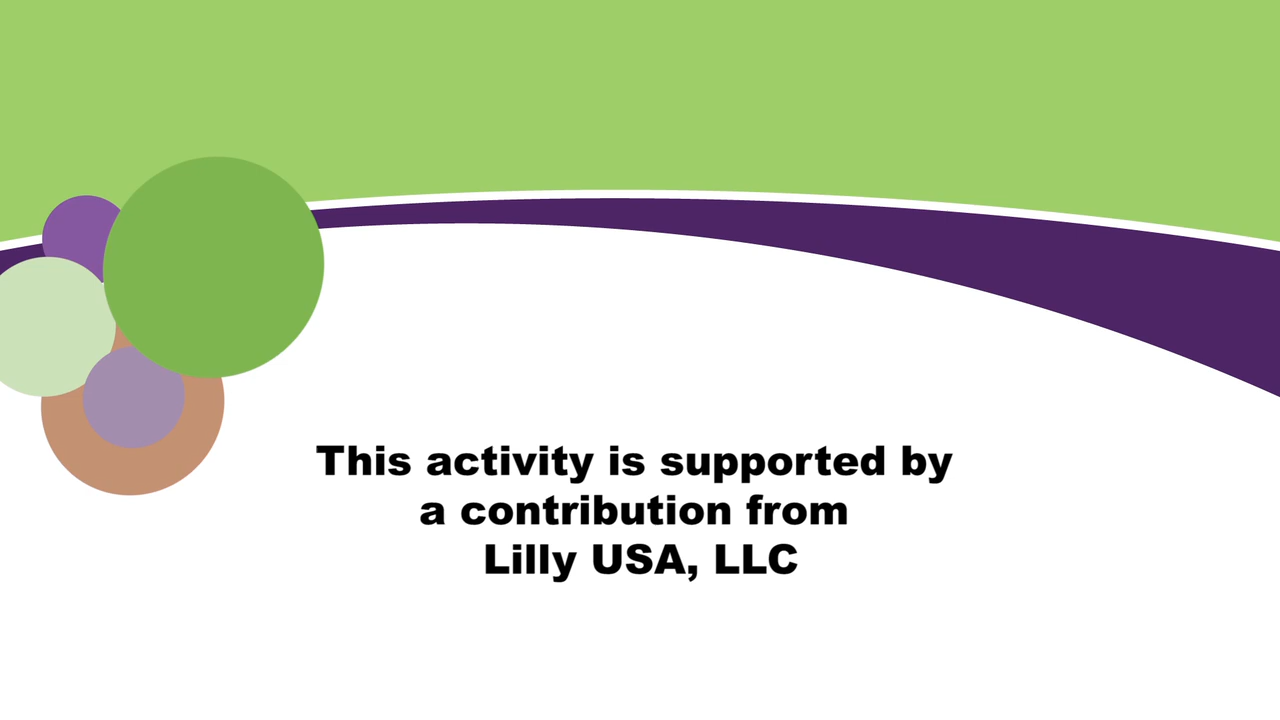 This activity is supported by
a contribution from
Lilly USA, LLC